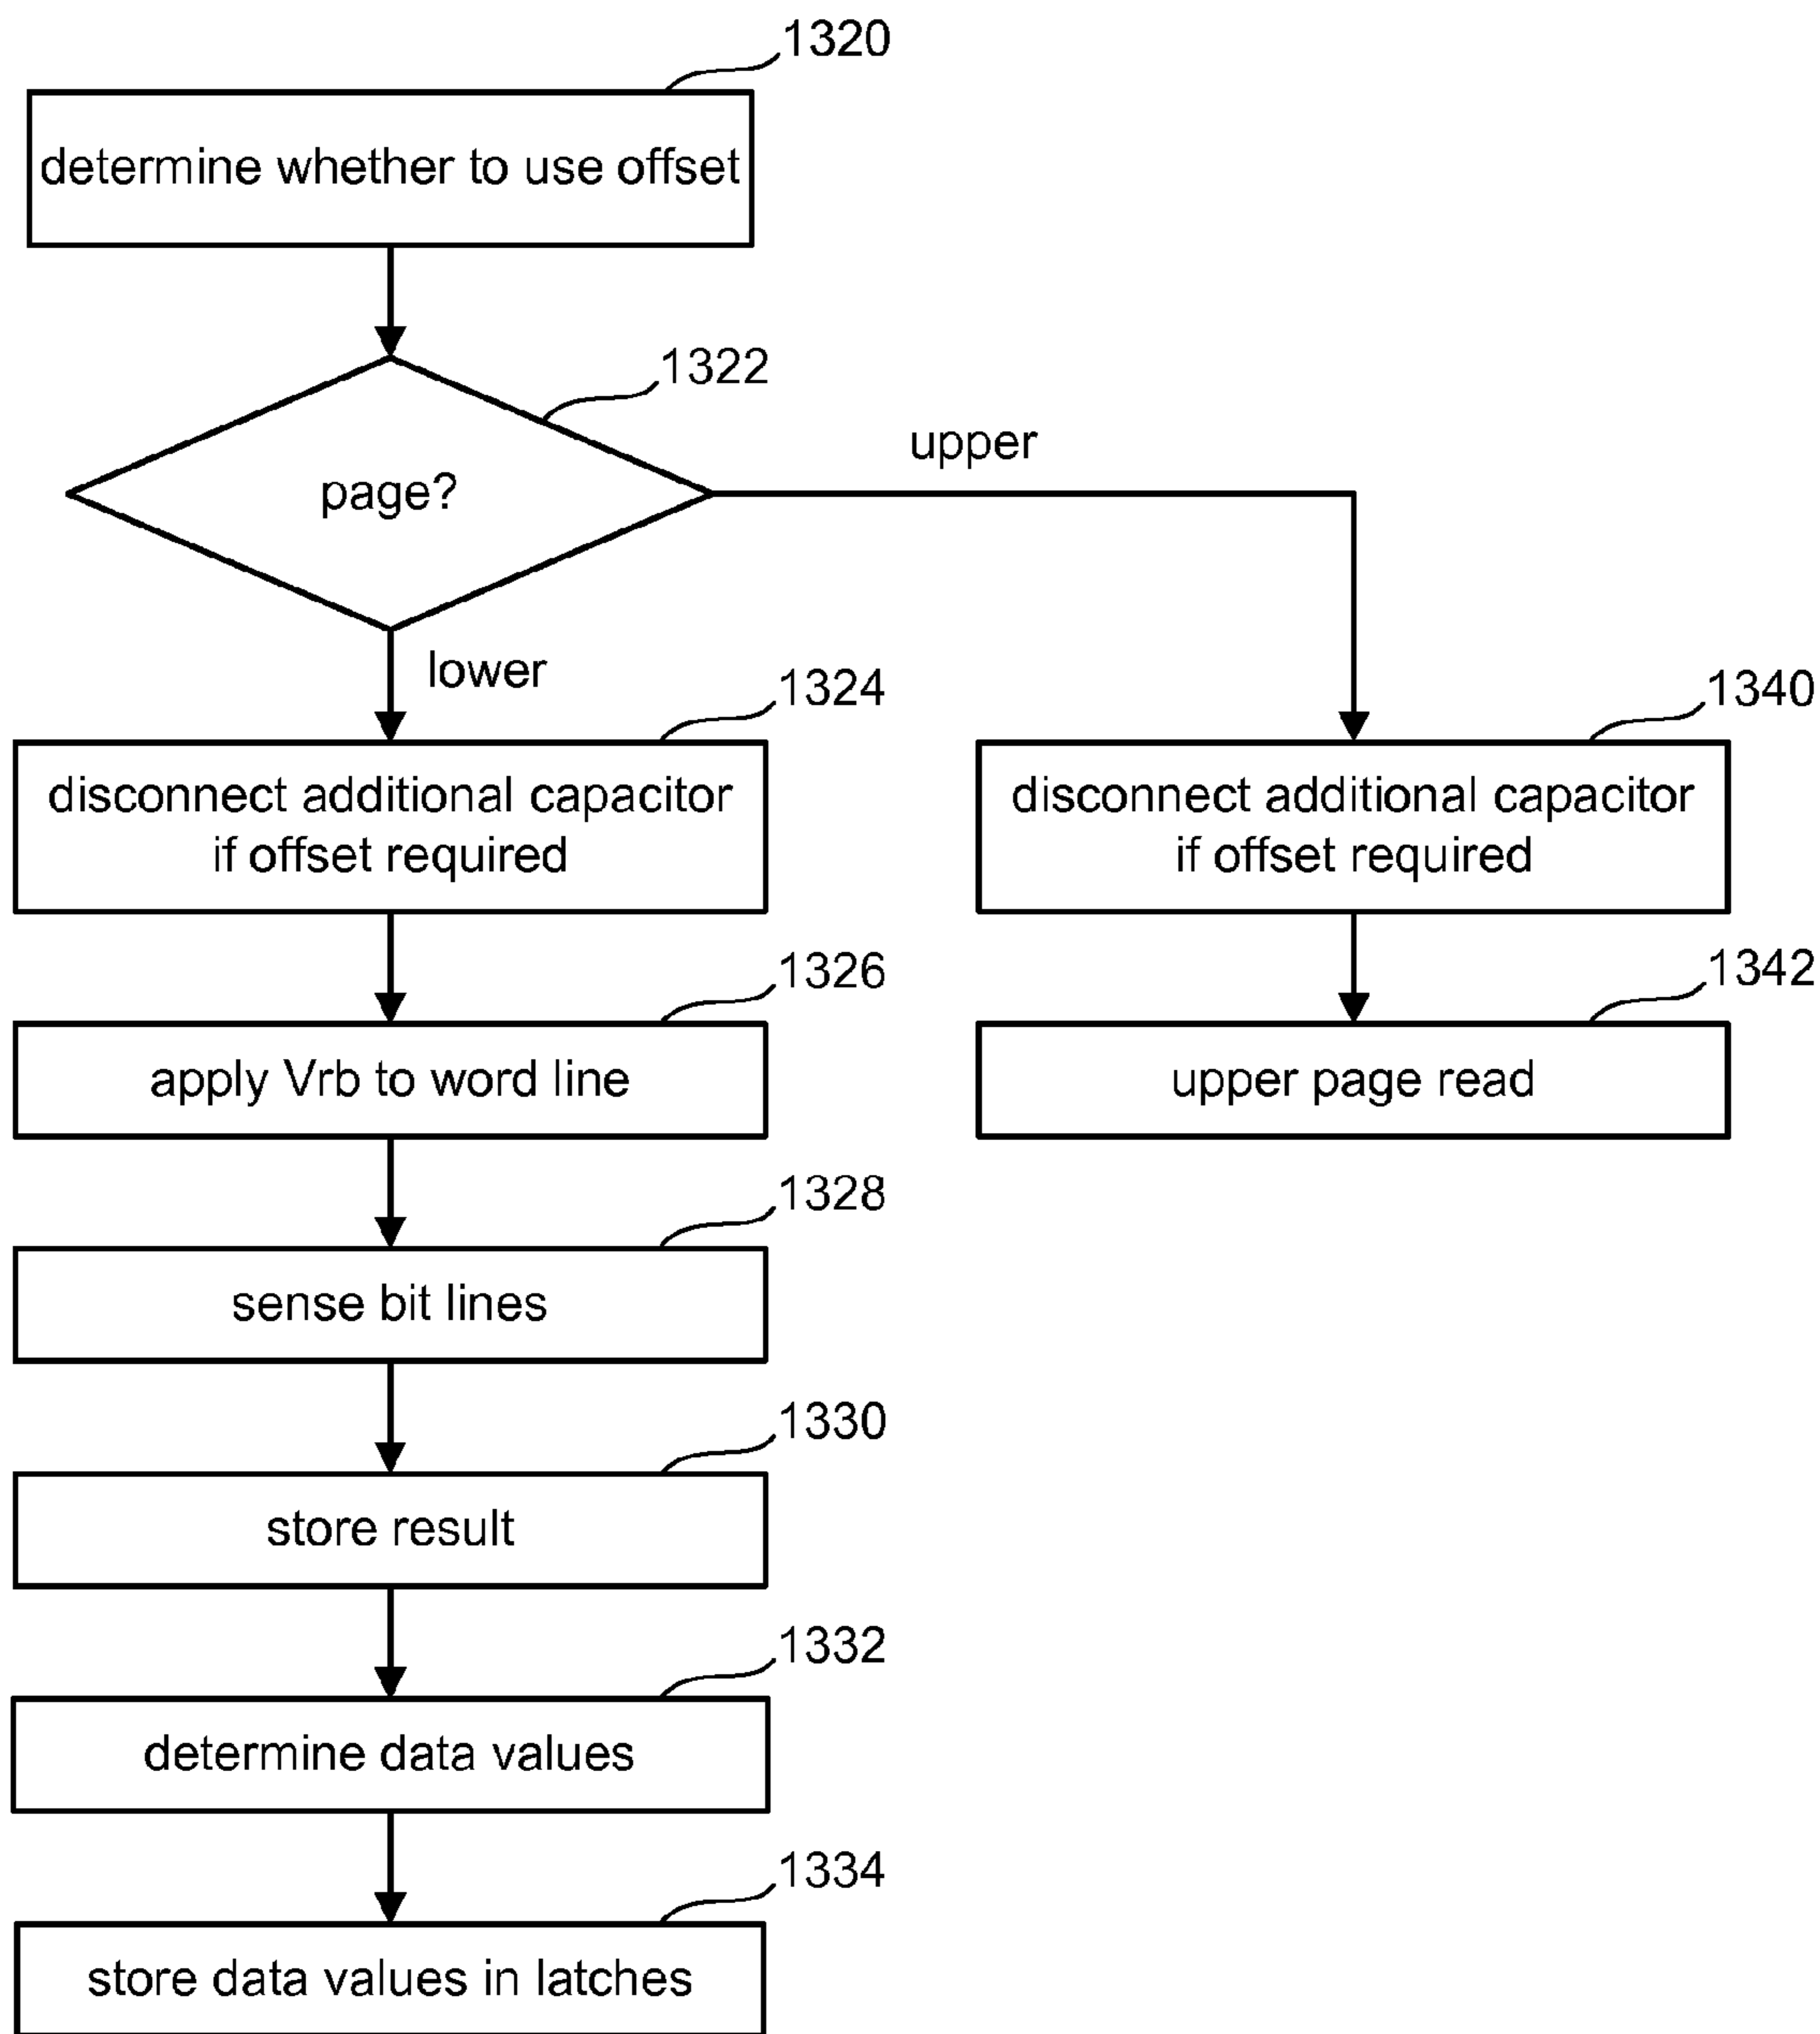 1320
determine whether to use offset
1322
page?
upper
lower
1324
disconnect additional capacitor
if offset required
1340
disconnect additional capacitor
if offset required
1326
apply Vrb to word line
1342
upper page read
1328
sense bit lines
1330
store result
1332
determine data values
1334
store data values in latches